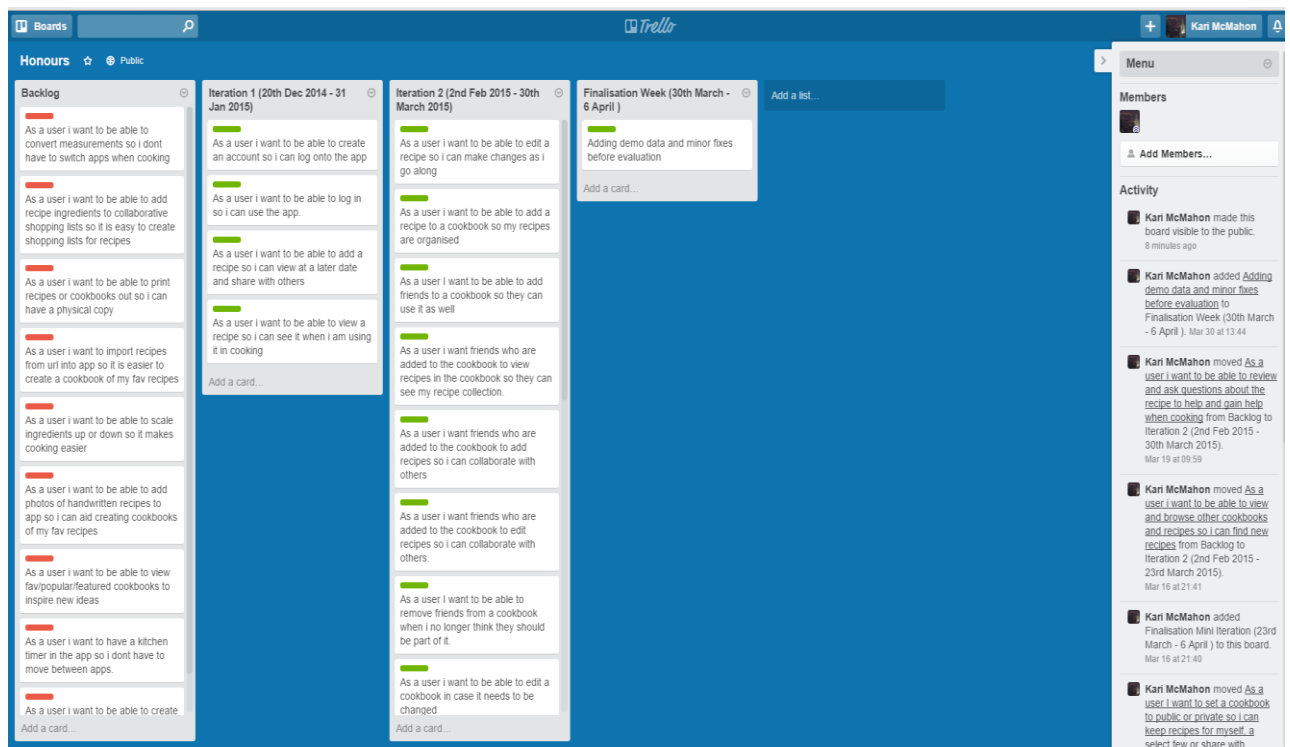 Boards
Trello
Kari McMahon
Honours
Public
Backlog
As a user i want to be able to
convert measurements so i dont
have to switch apps when cooking
As a user i want to be able to add
recipe ingredients to collaborative
shopping lists so it is easy to create
shopping lists for recipes
As a user i want to be able to print
recipes or cookbooks out so i can
have a physical copy
As a user i want to import recipes
from url into app so it is easier to
create a cookbook of my fav recipes
As a user i want to be able to scale
ingredients up or down so it makes
cooking easier
As a user i want to be able to add
photos of handwritten recipes to
app so i can aid creating cookbooks
of my fav recipes
As a user i want to be able to view
fav/popular/featured cookbooks to
inspire new ideas
As a user i want to have a kitchen
timer in the app so i dont have to
move between apps.
As a user i want to be able to create
Add a card...
Iteration 1 (20th Dec 2014 - 31
Jan 2015)
As a user i want to be able to create
an account so i can log onto the app
As a user i want to be able to log in
so i can use the app.
As a user i want to be able to add a
recipe so i can view at a later date
and share with others
As a user i want to be able to view a
recipe so i can see it when i am using
it in cooking
Add a card...
Iteration 2 (2nd Feb 2015 - 30th
March 2015)
As a user i want to be able to edit a
recipe so i can make changes as i
go along
As a user i want to be able to add a
recipe to a cookbook so my recipes
are organised
As a user I want to be able to add
friends to a cookbook so they can
use it as well
As a user i want friends who are
added to the cookbook to view
recipes in the cookbook so they can
see my recipe collection.
As a user i want friends who are
added to the cookbook to add
recipes so i can collaborate with
others
As a user i want friends who are
added to the cookbook to edit
recipes so i can collaborate with
others.
As a user I want to be able to
remove friends from a cookbook
when i no longer think they should
be part of it.
As a user i want to be able to edit a
cookbook in case it needs to be
changed
Add a card...
Finalisation Week (30th March -
6 April )
Adding demo data and minor fixes
before evaluation
Add a card...
Add a list...
Menu
Members
Add Members...
Activity
Kari McMahon made this
board visible to the public.
8 minutes ago
Kari McMahon added Adding
demo data and minor fixes
before evaluation to
Finalisation Week (30th March
- 6 April ). Mar 30 at 13:44
Kari McMahon moved As a
user i want to be able to review
and ask questions about the
recipe to help and gain help
when cooking from Backlog to
Iteration 2 (2nd Feb 2015 -
30th March 2015).
Mar 19 at 09:59
Kari McMahon moved As a
user i want to be able to view
and browse other cookbooks
and recipes so i can find new
recipes from Backlog to
Iteration 2 (2nd Feb 2015 -
23rd March 2015).
Mar 16 at 21:41
Kari McMahon added
Finalisation Mini Iteration (23rd
March - 6 April ) to this board.
Mar 16 at 21:40
Kari McMahon moved As a
user I want to set a cookbook
to public or private so i can
keep recipes for myself, a
select few or share with